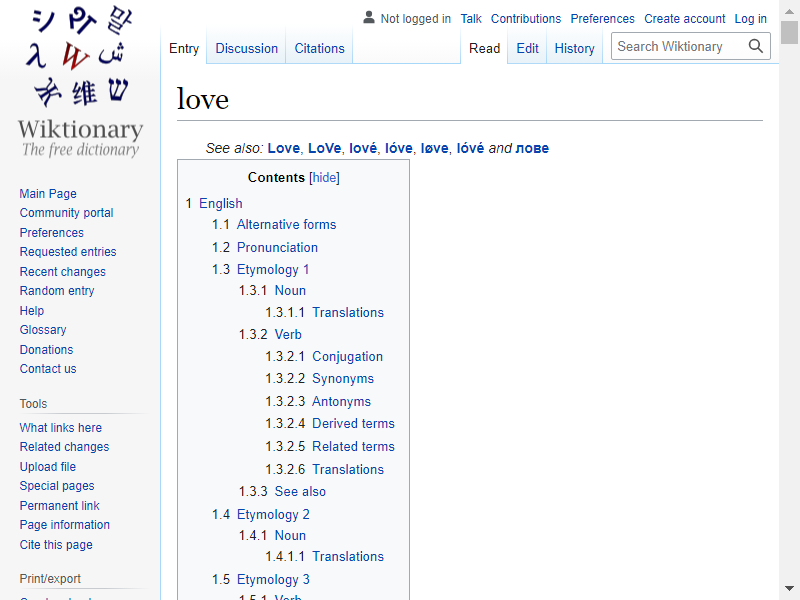 Not logged in Talk Contributions Preferences Create account Log in
Entry Discussion Citations Read Edit History Search Wiktionary
シ
말
λ W ش
维 ש
Wiktionary
The free dictionary
love
See also: Love, LoVe, lové, lóve, løve, lóvé and лове
Contents [hide]
1 English
1.1 Alternative forms
1.2 Pronunciation
1.3 Etymology 1
1.3.1 Noun
1.3.1.1 Translations
1.3.2 Verb
1.3.2.1 Conjugation
1.3.2.2 Synonyms
1.3.2.3 Antonyms
1.3.2.4 Derived terms
1.3.2.5 Related terms
1.3.2.6 Translations
1.3.3 See also
1.4 Etymology 2
1.4.1 Noun
1.4.1.1 Translations
1.5 Etymology 3
1.5.1 Verb
Main Page
Community portal
Preferences
Requested entries
Recent changes
Random entry
Help
Glossary
Donations
Contact us
Tools
What links here
Related changes
Upload file
Special pages
Permanent link
Page information
Cite this page
Print/export